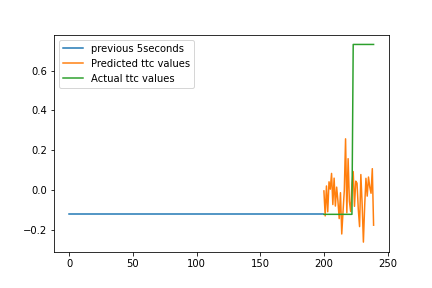 previous 5seconds
Predicted ttc values
Actual ttc values
0.6
0.4
0.2
0.0
−0.2
0 50 100 150 200 250